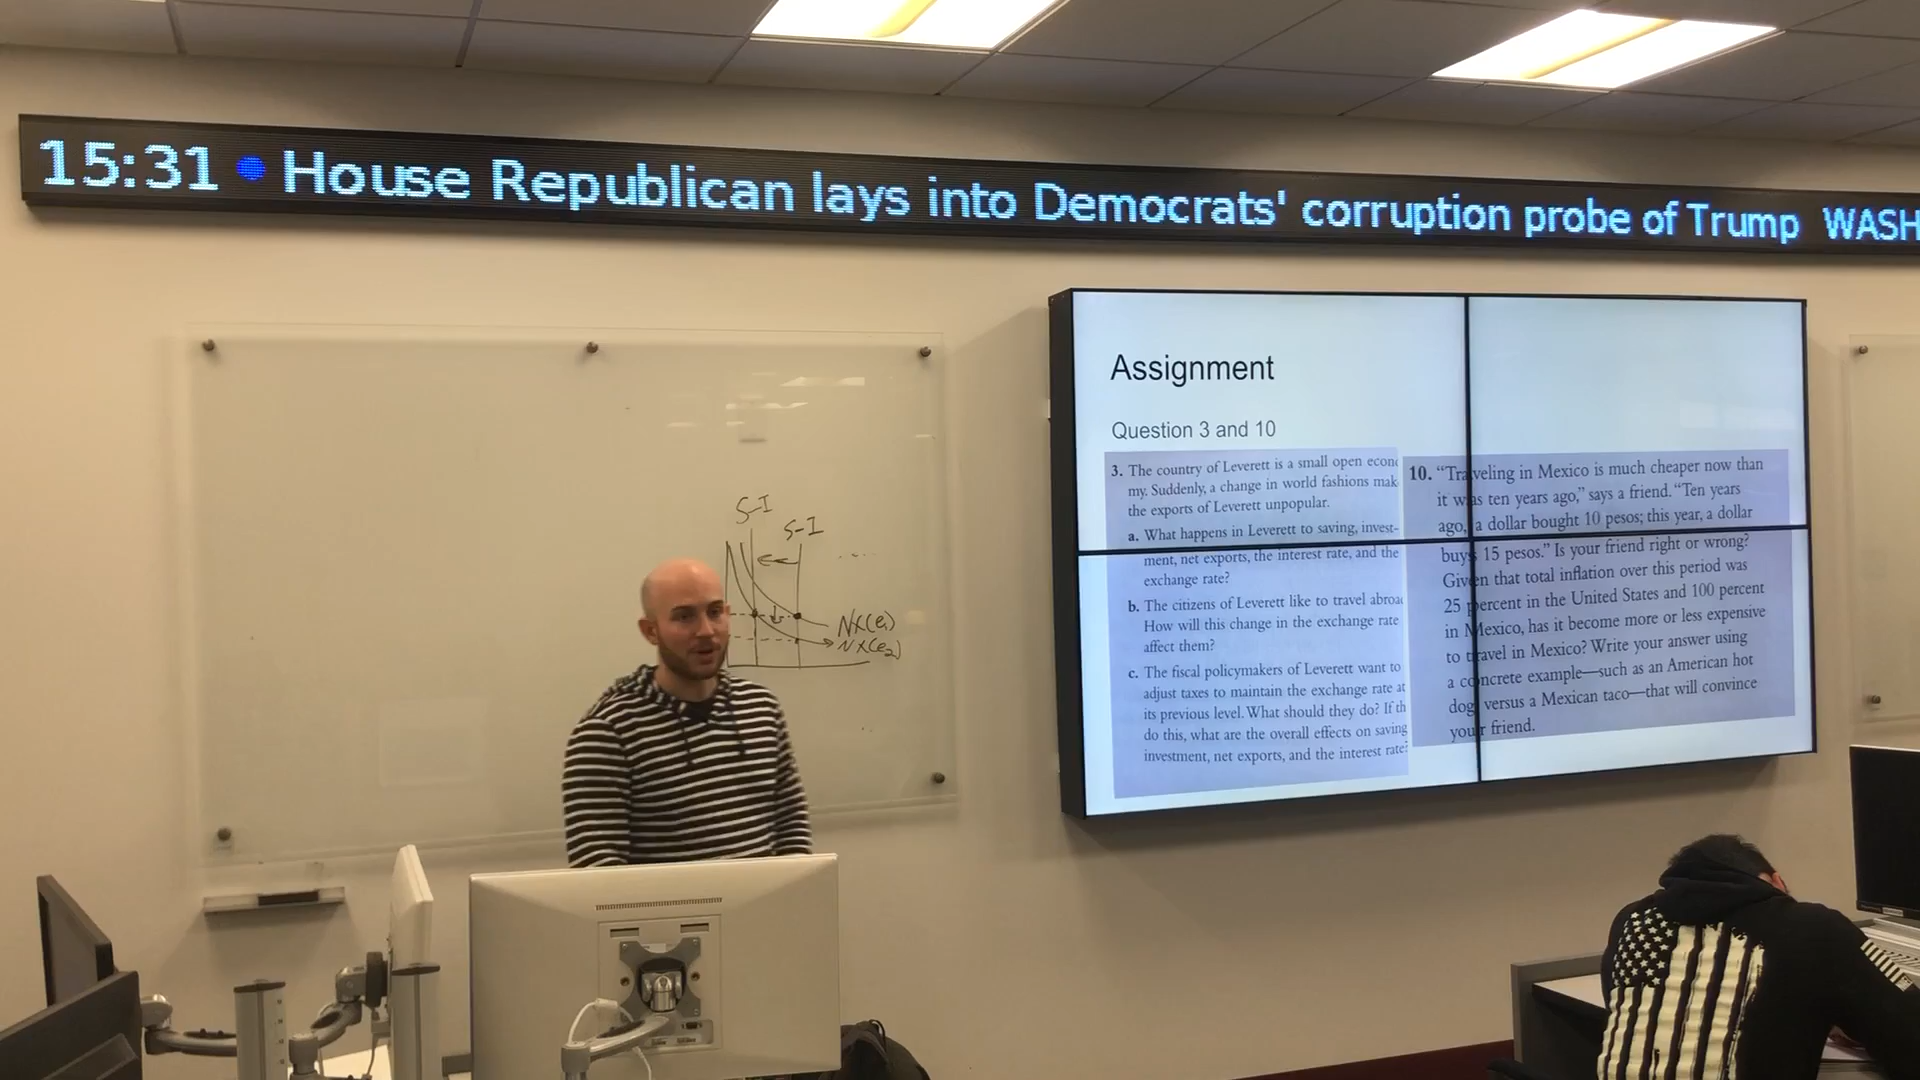 15:31 • House Republican lays into Democrats' corruption probe of Trump WASH
S-I
S-I
NX(e₁)
NX(e₂)
Assignment
Question 3 and 10
3. The country of Leverett is a small open econo
my. Suddenly, a change in world fashions mak
the exports of Leverett unpopular.
a. What happens in Leverett to saving, invest-
ment, net exports, the interest rate, and the
exchange rate?
b. The citizens of Leverett like to travel abroa
How will this change in the exchange rate
affect them?
c. The fiscal policymakers of Leverett want to
adjust taxes to maintain the exchange rate at
its previous level. What should they do? If th
do this, what are the overall effects on saving
investment, net exports, and the interest rate?
10. “Traveling in Mexico is much cheaper now than
it was ten years ago,” says a friend. “Ten years
ago, a dollar bought 10 pesos; this year, a dollar
buys 15 pesos.” Is your friend right or wrong?
Given that total inflation over this period was
25 percent in the United States and 100 percent
in Mexico, has it become more or less expensive
to travel in Mexico? Write your answer using
a concrete example—such as an American hot
dog versus a Mexican taco—that will convince
your friend.